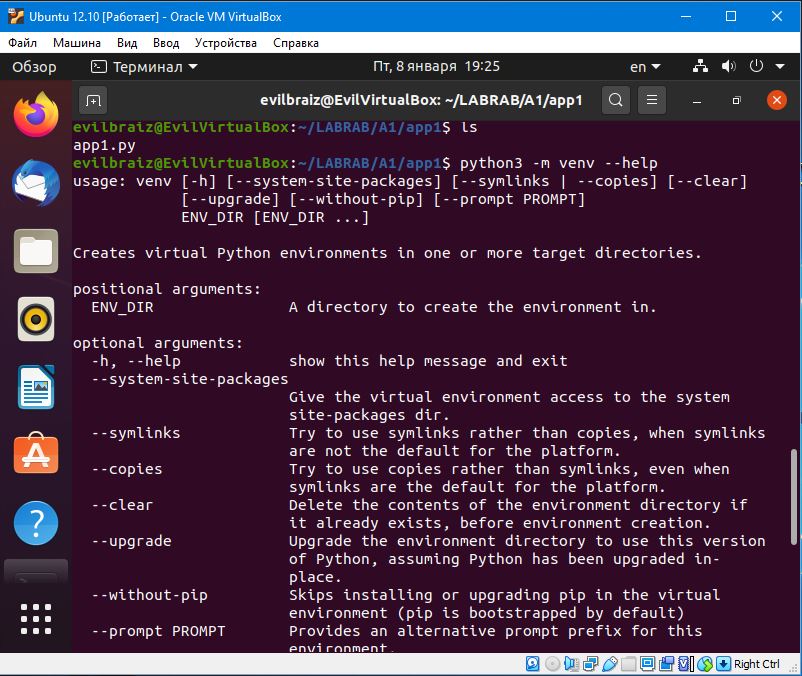 Ubuntu 12.10 [Работает] - Oracle VM VirtualBox
Файл Машина Вид Ввод Устройства Справка
Обзор Терминал Пт, 8 января 19:25 en
evilbraiz@EvilVirtualBox: ~/LABRAB/A1/app1
evilbraiz@EvilVirtualBox:~/LABRAB/A1/app1$ ls
app1.py
evilbraiz@EvilVirtualBox:~/LABRAB/A1/app1$ python3 -m venv --help
usage: venv [-h] [--system-site-packages] [--symlinks | --copies] [--clear]
[--upgrade] [--without-pip] [--prompt PROMPT]
ENV_DIR [ENV_DIR ...]
Creates virtual Python environments in one or more target directories.
positional arguments:
ENV_DIR A directory to create the environment in.
optional arguments:
-h, --help show this help message and exit
--system-site-packages
Give the virtual environment access to the system
site-packages dir.
--symlinks Try to use symlinks rather than copies, when symlinks
are not the default for the platform.
--copies Try to use copies rather than symlinks, even when
symlinks are the default for the platform.
--clear Delete the contents of the environment directory if
it already exists, before environment creation.
--upgrade Upgrade the environment directory to use this version
of Python, assuming Python has been upgraded in-
place.
--without-pip Skips installing or upgrading pip in the virtual
environment (pip is bootstrapped by default)
--prompt PROMPT Provides an alternative prompt prefix for this
environment.
Right Ctrl